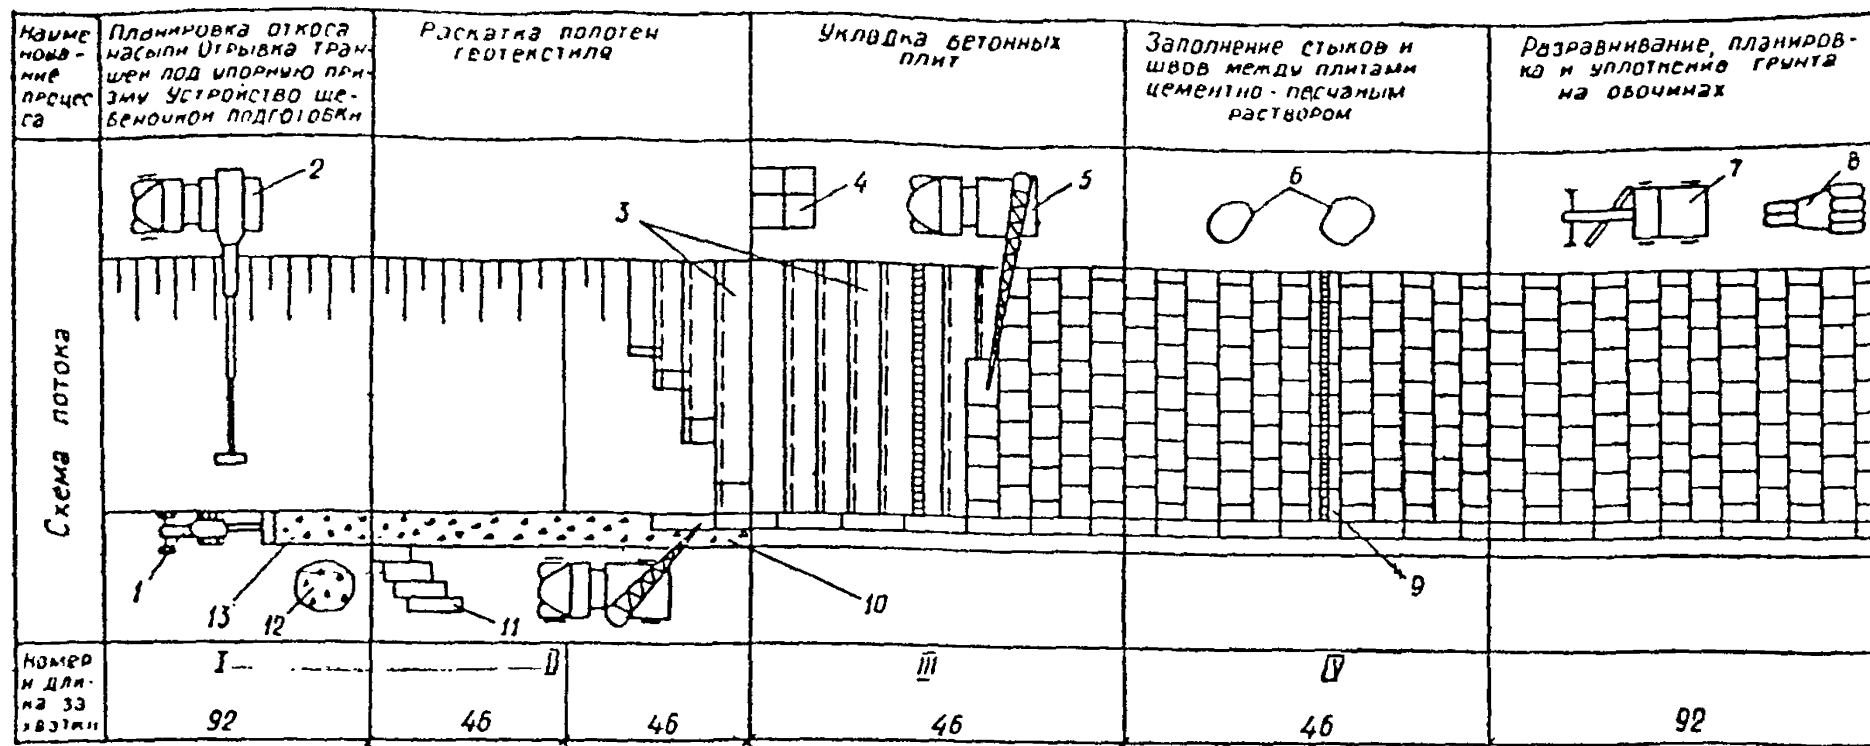 Наиме
нова-
ние
процес
са
Планировка откоса
насыпи Отрывка тран-
шеи под упорную при-
зму Устройство ще-
беночной подготовки
Раскатка полотен
геотекстиля
Укладка бетонных
плит
Заполнение стыков и
швов между плитами
цементно-песчаным
раствором
Разравнивание, планиров-
ка и уплотнение грунта
на обочинах
Схема потока
2
3
4
5
6
7
8
1
13
12
11
10
9
Номер
и дли-
на за
хватки
I
II
III
IV
92
46
46
46
46
92